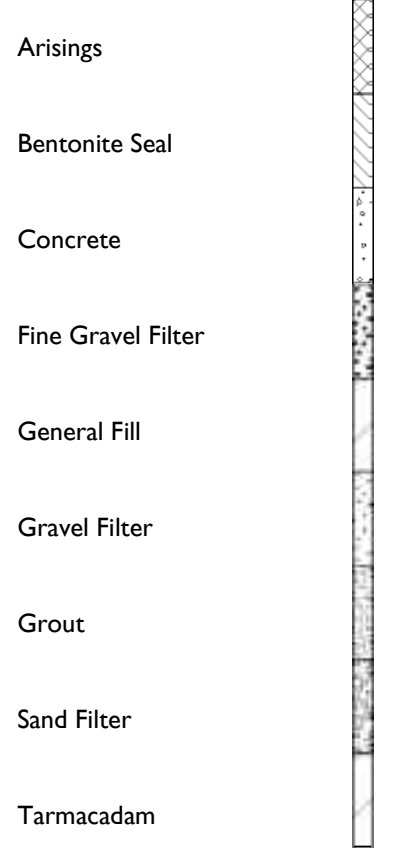 Arisings
Bentonite Seal
Concrete
Fine Gravel Filter
General Fill
Gravel Filter
Grout
Sand Filter
Tarmacadam